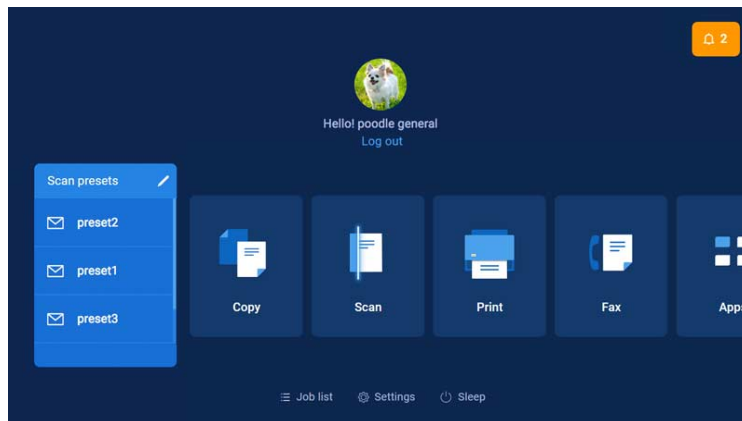 2
Hello! poodle general
Log out
Scan presets
preset2
preset1
preset3
Copy
Scan
Print
Fax
Job list
Settings
Sleep